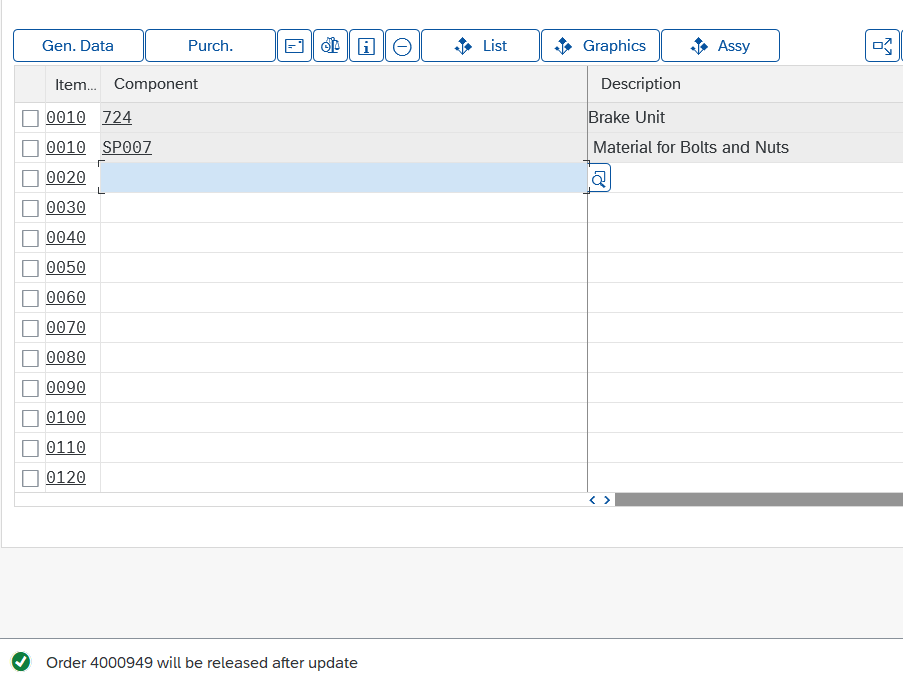 Gen. Data Purch. List Graphics Assy
Item... Component Description
0010 724 Brake Unit
0010 SP007 Material for Bolts and Nuts
0020
0030
0040
0050
0060
0070
0080
0090
0100
0110
0120
Order 4000949 will be released after update